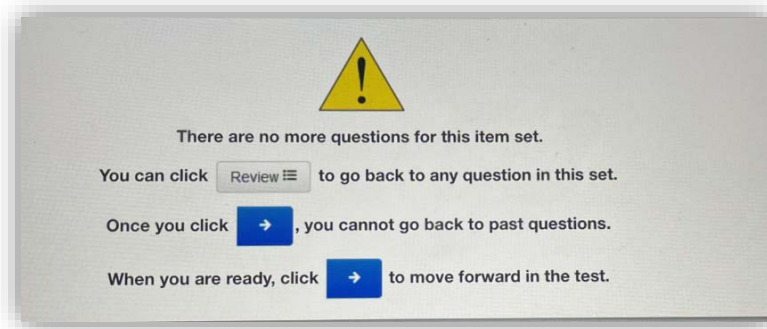 There are no more questions for this item set.
You can click Review to go back to any question in this set.
Once you click → , you cannot go back to past questions.
When you are ready, click → to move forward in the test.